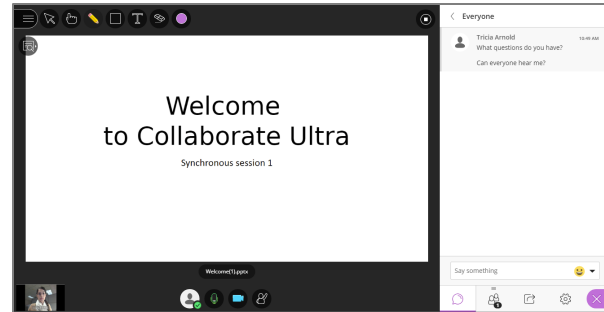 T
Everyone
Tricia Arnold
10:49 AM
What questions do you have?
Can everyone hear me?
Welcome
to Collaborate Ultra
Synchronous session 1
Welcome(1).pptx
Say something